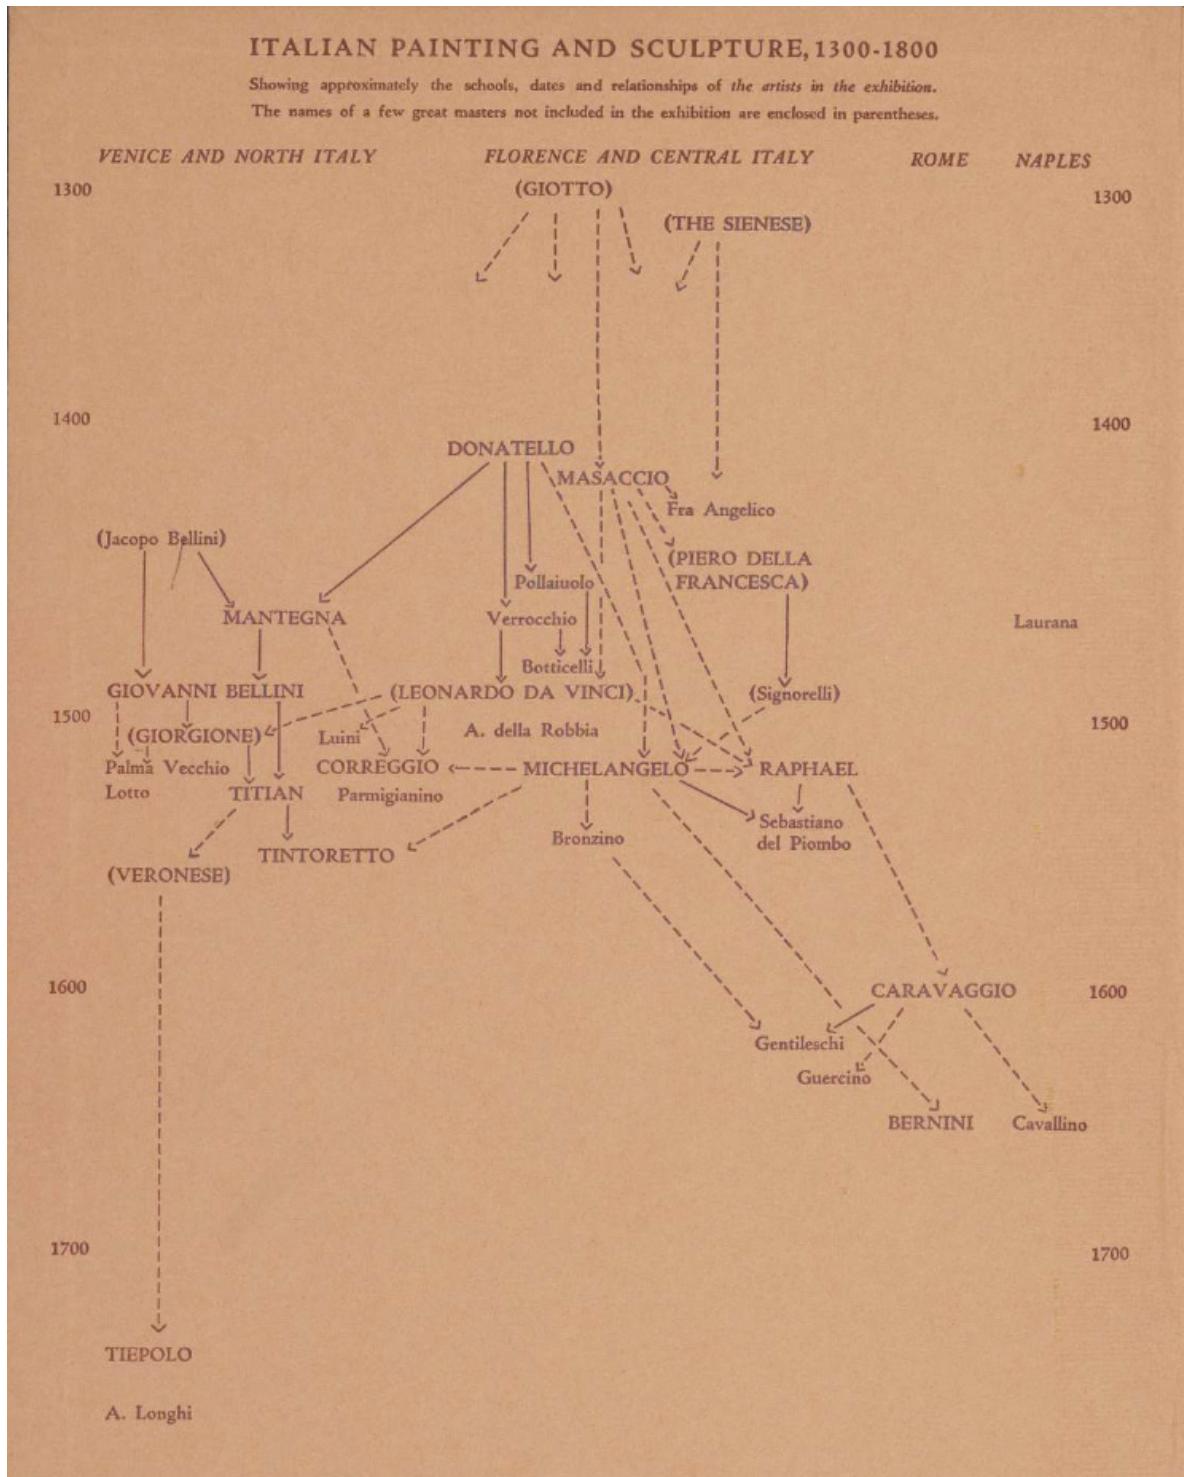 ITALIAN PAINTING AND SCULPTURE, 1300-1800
Showing approximately the schools, dates and relationships of the artists in the exhibition.
The names of a few great masters not included in the exhibition are enclosed in parentheses.
VENICE AND NORTH ITALY
FLORENCE AND CENTRAL ITALY
ROME
NAPLES
1300
(GIOTTO)
1300
(THE SIENESE)
1400
1400
DONATELLO
MASACCIO
Fra Angelico
(Jacopo Bellini)
(PIERO DELLA
FRANCESCA)
Pollaiuolo
MANTEGNA
Verrocchio
Laurana
Botticelli
GIOVANNI BELLINI
(LEONARDO DA VINCI)
(Signorelli)
1500
1500
(GIORGIONE)
Luini
A. della Robbia
Palma Vecchio
CORREGGIO
MICHELANGELO
RAPHAEL
Lotto
TITIAN
Parmigianino
Sebastiano
del Piombo
Bronzino
TINTORETTO
(VERONESE)
1600
CARAVAGGIO
1600
Gentileschi
Guercino
BERNINI
Cavallino
1700
1700
TIEPOLO
A. Longhi